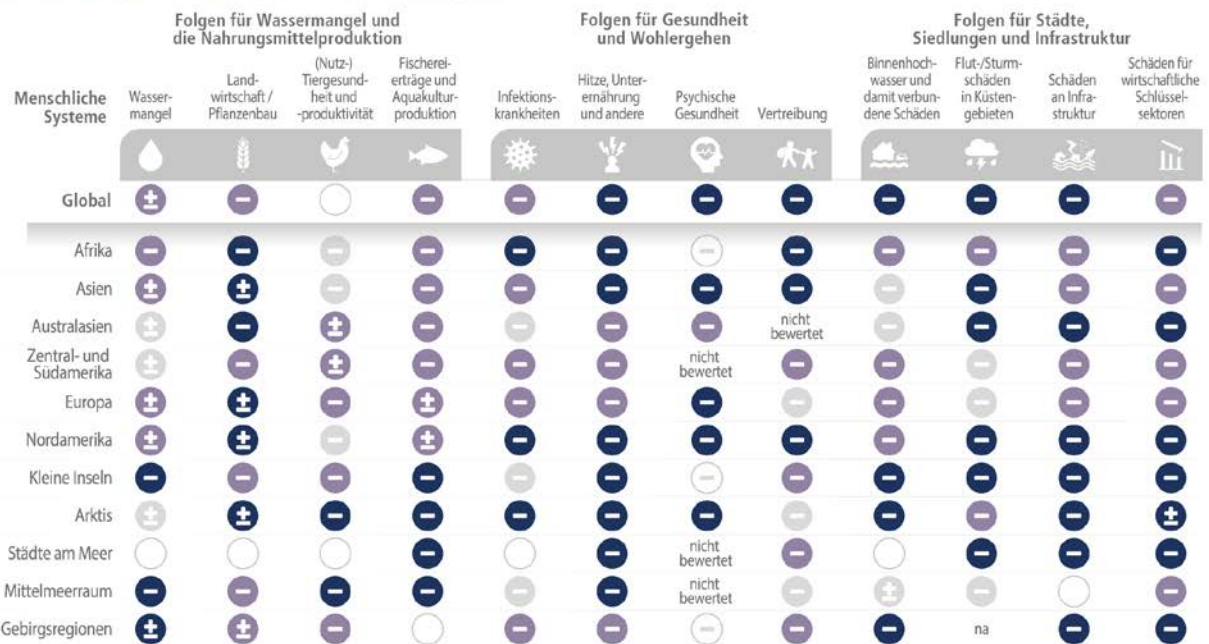 Folgen für Wassermangel und
die Nahrungsmittelproduktion
Folgen für Gesundheit
und Wohlergehen
Folgen für Städte,
Siedlungen und Infrastruktur
Menschliche
Systeme
Wasser-
mangel
Land-
wirtschaft /
Pflanzenbau
(Nutz-)
Tiergesund-
heit und
-produktivität
Fischerei-
erträge und
Aquakultur-
produktion
Infektions-
krankheiten
Hitze, Unter-
ernährung
und andere
Psychische
Gesundheit
Vertreibung
Binnenhoch-
wasser und
damit verbun-
dene Schäden
Flut-/Sturm-
schäden
in Küsten-
gebieten
Schäden
an Infra-
struktur
Schäden für
wirtschaftliche
Schlüssel-
sektoren
Global ± − − − − − − − − − −
Afrika − − − − − − − − − − − −
Asien ± ± − − − − − − − − − −
Australasien ± − ± − − − − nicht bewertet − − − −
Zentral- und
Südamerika ± − ± − − − nicht bewertet − − − − −
Europa ± ± − ± − − − − − − − −
Nordamerika ± ± − ± − − − − − − − −
Kleine Inseln − − − − − − − − − − − −
Arktis ± ± − − − − − − − − − ±
Städte am Meer − − nicht bewertet − − − −
Mittelmeerraum − − − − − − nicht bewertet − ± − −
Gebirgsregionen ± ± − − − − − − na − −